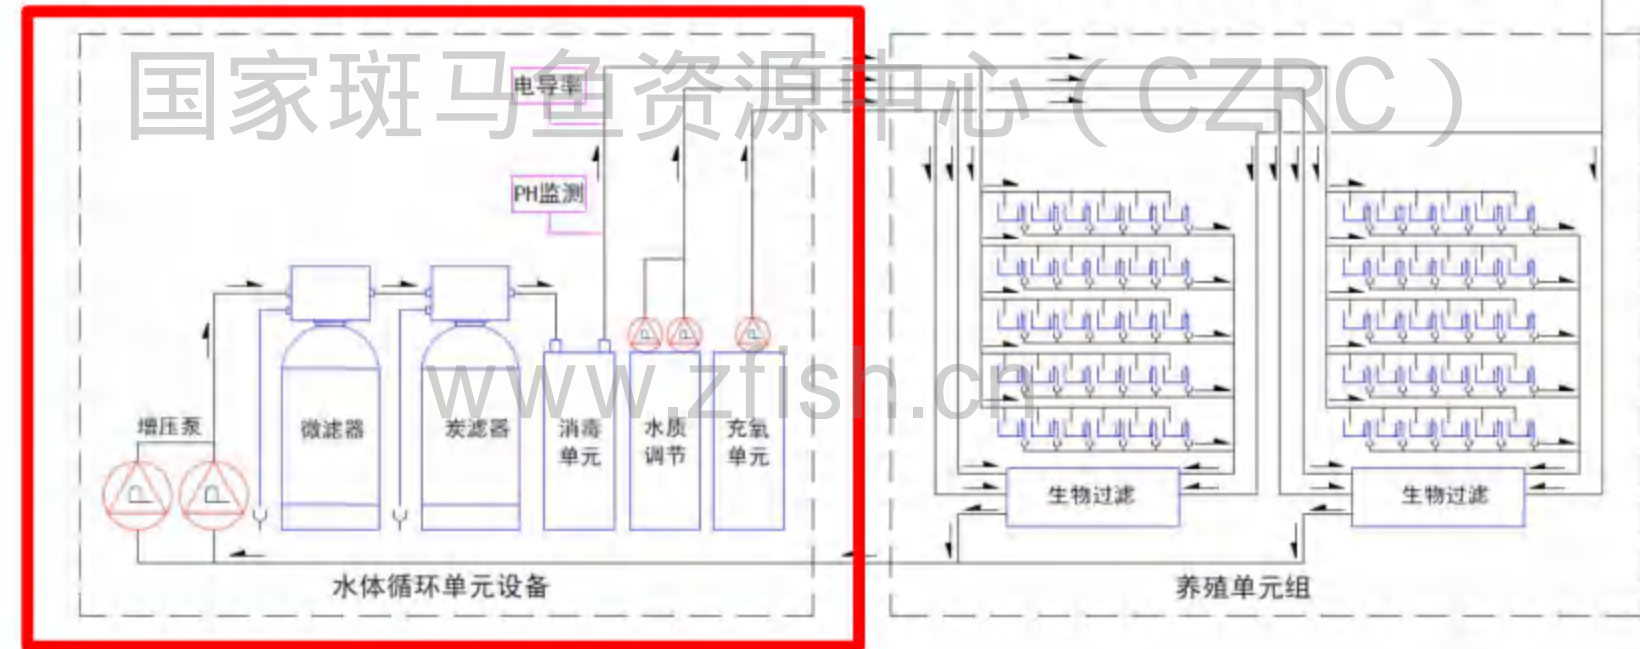 国家斑马鱼资源中心（CZRC）
电导率
PH监测
www.zfish.cn
增压泵
微滤器
炭滤器
消毒
单元
水质
调节
充氧
单元
P
P
P
P
P
生物过滤
生物过滤
水体循环单元设备
养殖单元组